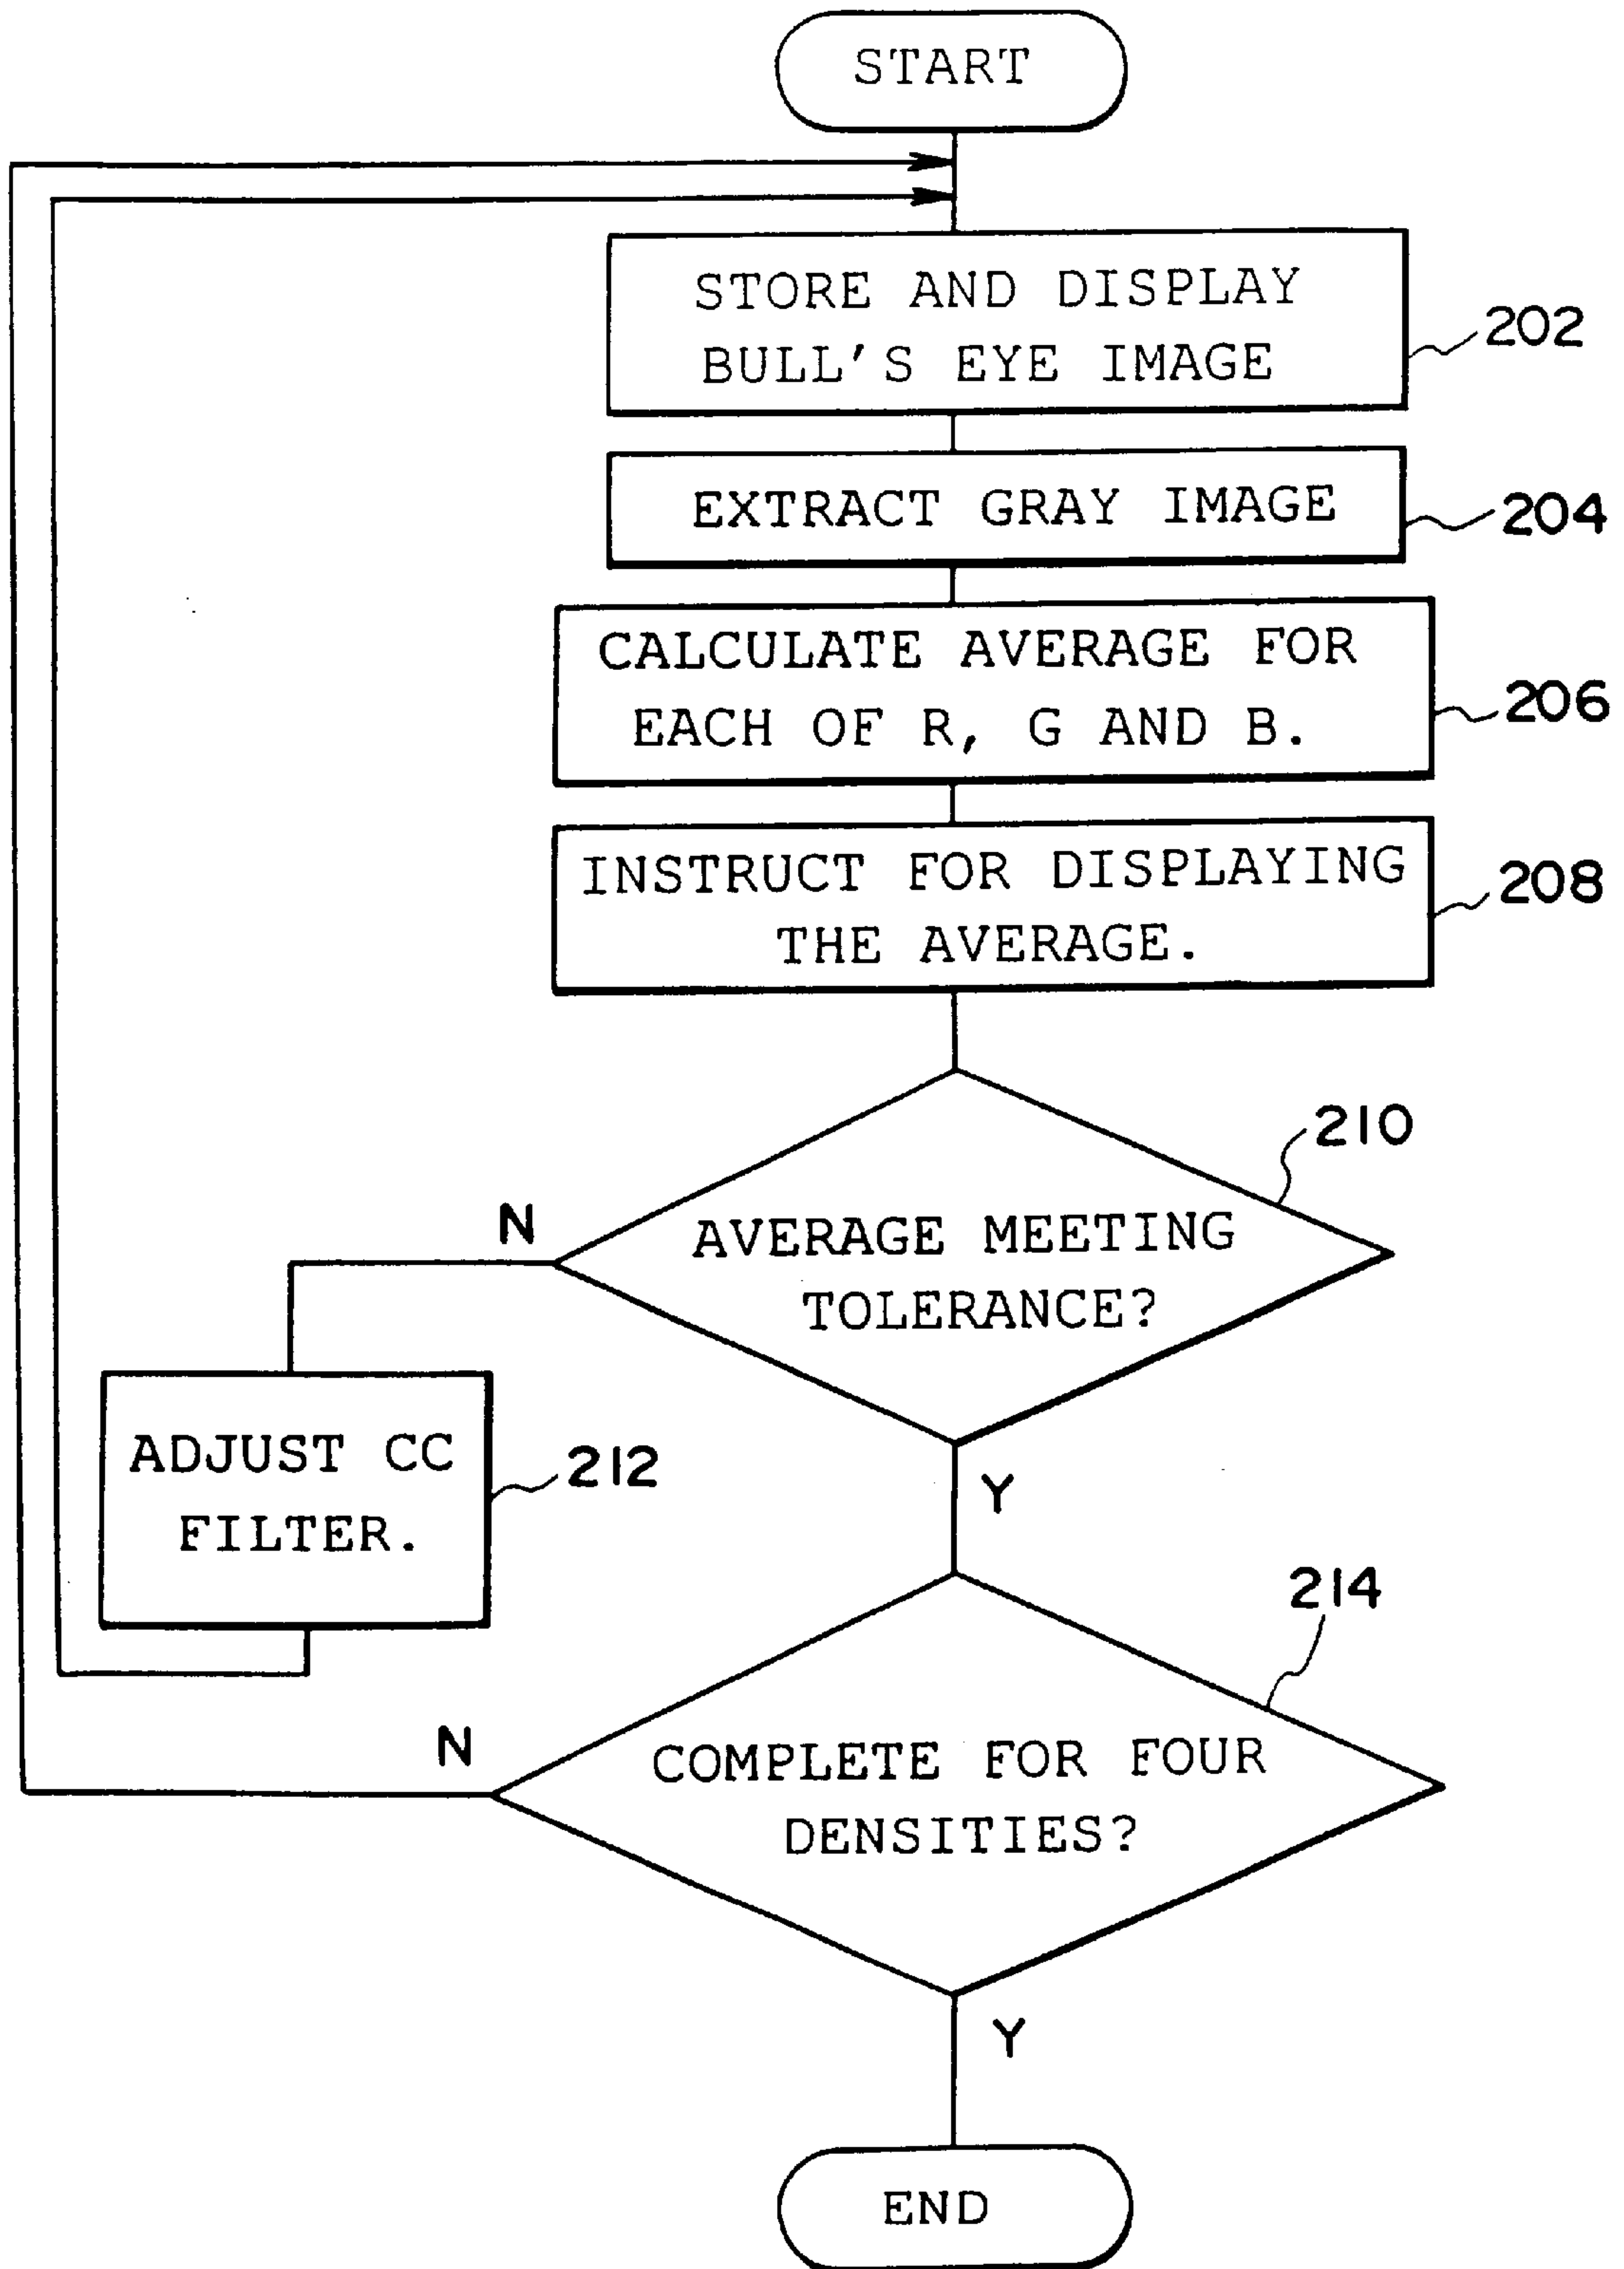 START
STORE AND DISPLAY
BULL'S EYE IMAGE
202
EXTRACT GRAY IMAGE
204
CALCULATE AVERAGE FOR
EACH OF R, G AND B.
206
INSTRUCT FOR DISPLAYING
THE AVERAGE.
208
210
N
AVERAGE MEETING
TOLERANCE?
ADJUST CC
FILTER.
212
Y
214
N
COMPLETE FOR FOUR
DENSITIES?
Y
END